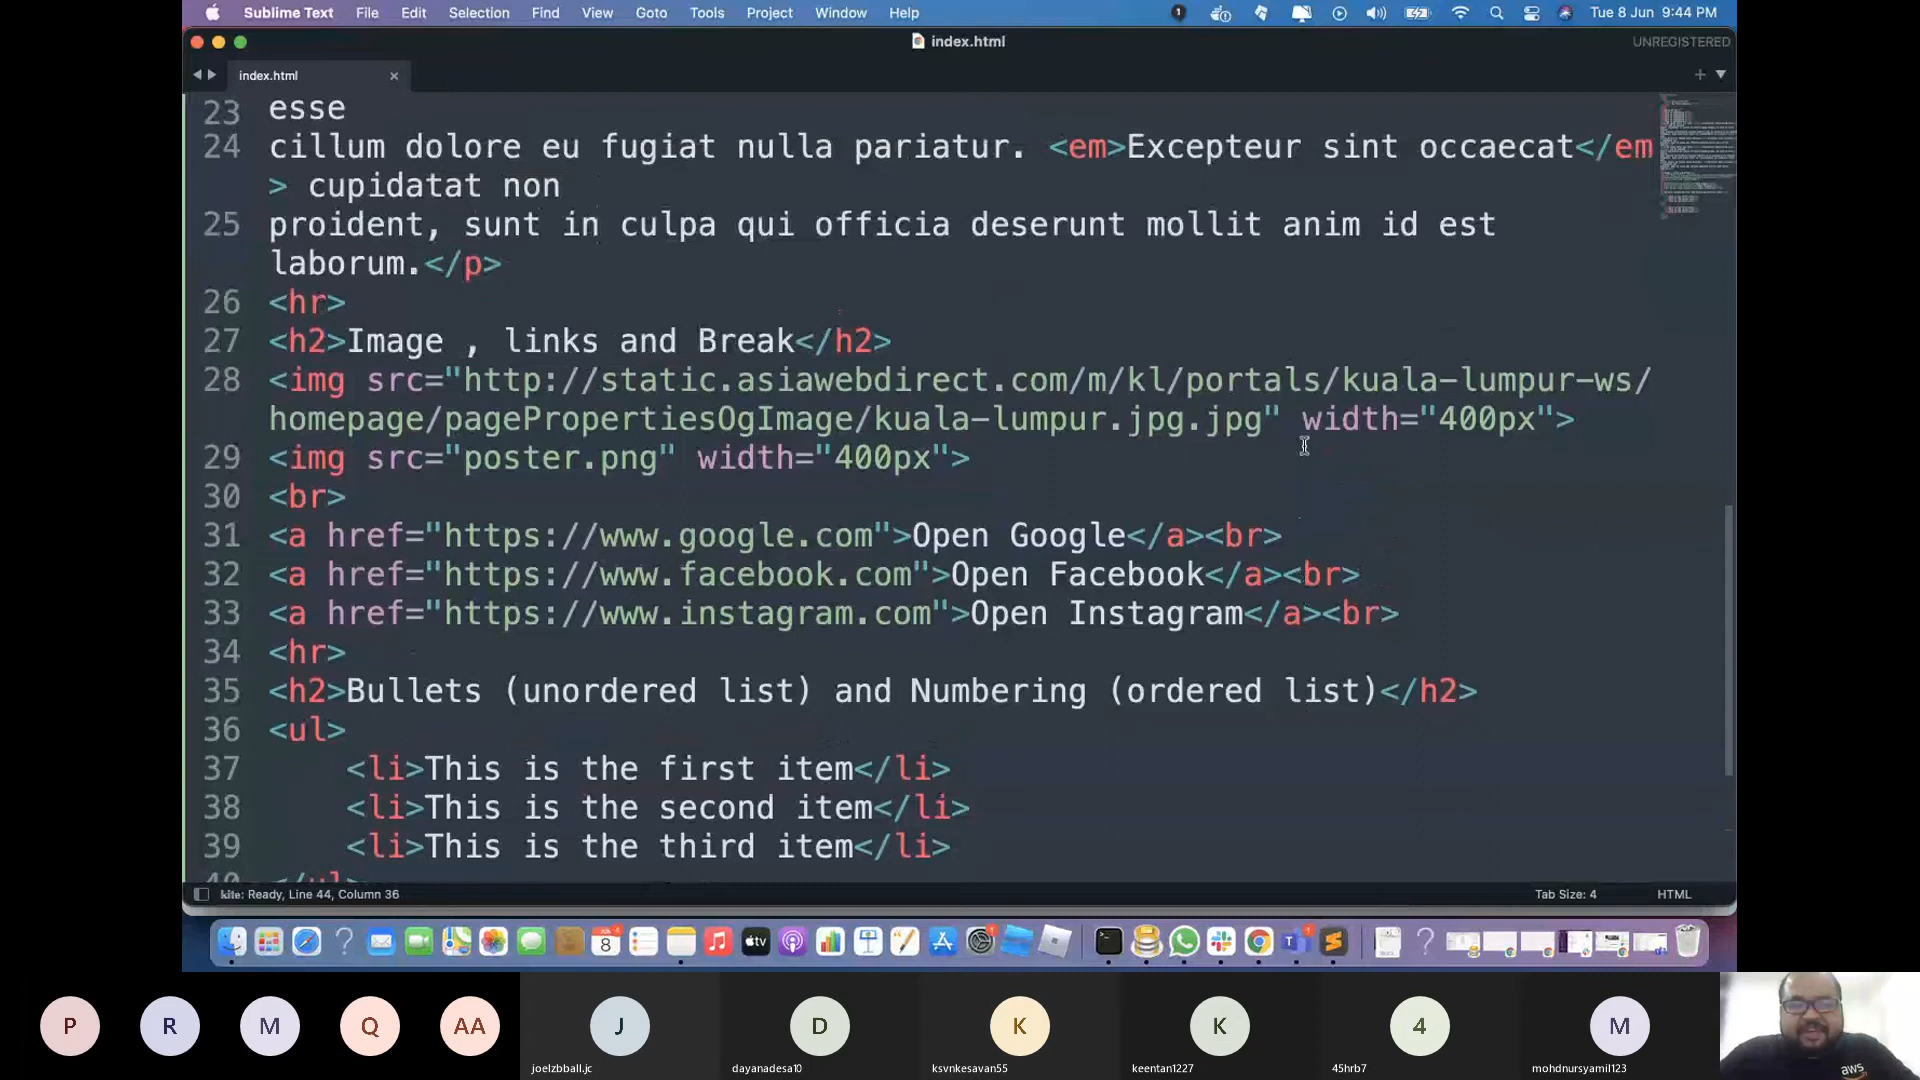 Sublime Text File Edit Selection Find View Goto Tools Project Window Help 1 Tue 8 Jun 9:44 PM
index.html
UNREGISTERED
index.html
23 esse
24 cillum dolore eu fugiat nulla pariatur. <em>Excepteur sint occaecat</em
> cupidatat non
25 proident, sunt in culpa qui officia deserunt mollit anim id est
laborum.</p>
26 <hr>
27 <h2>Image , links and Break</h2>
28 <img src="http://static.asiawebdirect.com/m/kl/portals/kuala-lumpur-ws/
homepage/pagePropertiesOgImage/kuala-lumpur.jpg.jpg" width="400px">
29 <img src="poster.png" width="400px">
30 <br>
31 <a href="https://www.google.com">Open Google</a><br>
32 <a href="https://www.facebook.com">Open Facebook</a><br>
33 <a href="https://www.instagram.com">Open Instagram</a><br>
34 <hr>
35 <h2>Bullets (unordered list) and Numbering (ordered list)</h2>
36 <ul>
37 <li>This is the first item</li>
38 <li>This is the second item</li>
39 <li>This is the third item</li>
40 </ul>
kite: Ready, Line 44, Column 36
Tab Size: 4 HTML
8 tv
P R M Q AA J D K K 4 M
joelzbball.jc dayanadesa10 ksvnkesavan55 keentan1227 45hrb7 mohdnursyamil123
aws